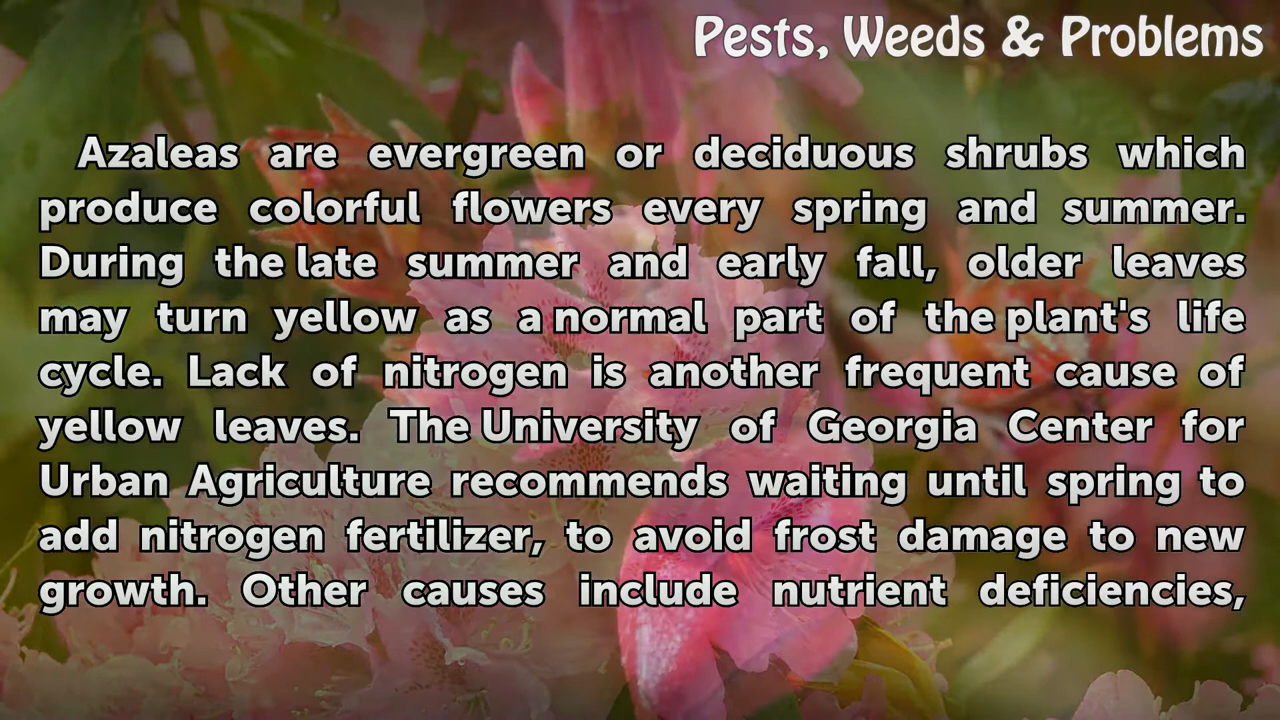 Pests, Weeds & Problems
Azaleas are evergreen or deciduous shrubs which
produce colorful flowers every spring and summer.
During the late summer and early fall, older leaves
may turn yellow as a normal part of the plant's life
cycle. Lack of nitrogen is another frequent cause of
yellow leaves. The University of Georgia Center for
Urban Agriculture recommends waiting until spring to
add nitrogen fertilizer, to avoid frost damage to new
growth. Other causes include nutrient deficiencies,